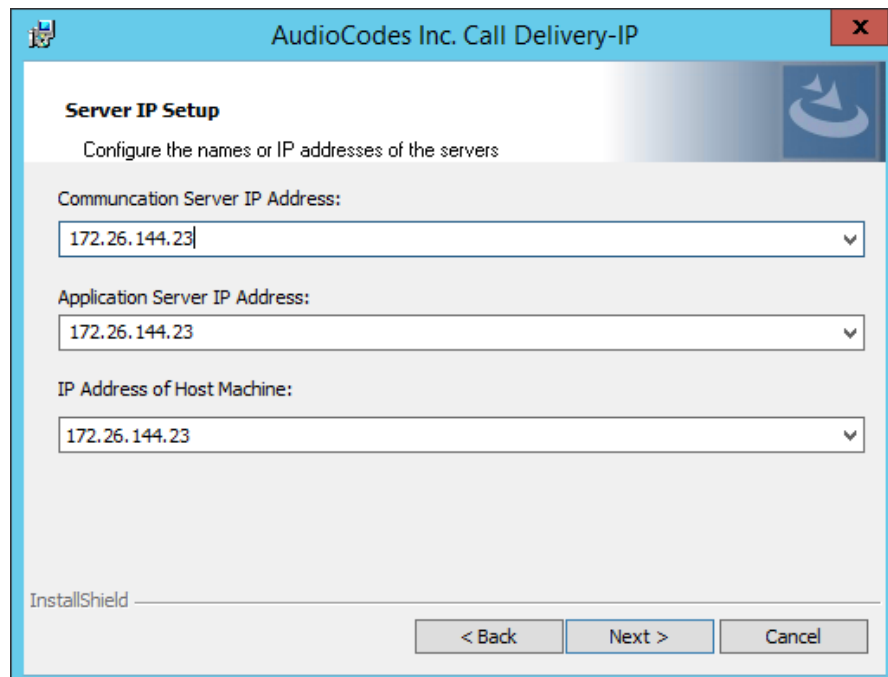 AudioCodes Inc. Call Delivery-IP
x
Server IP Setup
Configure the names or IP addresses of the servers
Communcation Server IP Address:
172.26.144.23
Application Server IP Address:
172.26.144.23
IP Address of Host Machine:
172.26.144.23
InstallShield
< Back Next > Cancel